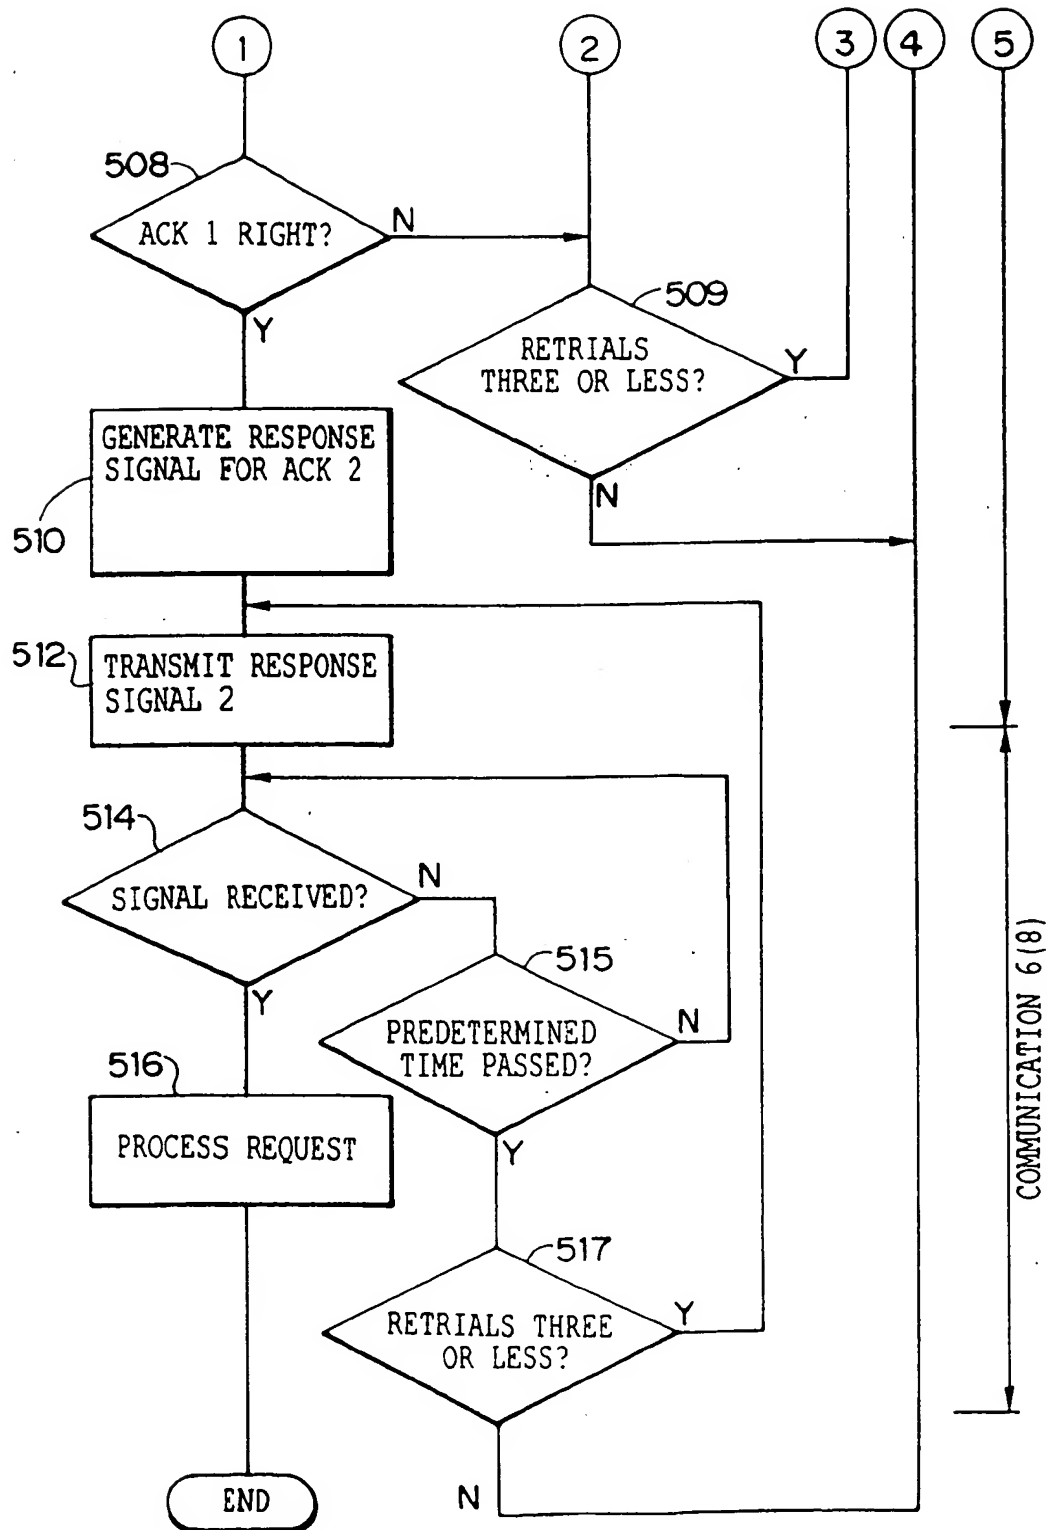 1
2
3
4
5
508
ACK 1 RIGHT?
N
Y
509
RETRIALS
THREE OR LESS?
Y
N
GENERATE RESPONSE
SIGNAL FOR ACK 2
510
512
TRANSMIT RESPONSE
SIGNAL 2
514
SIGNAL RECEIVED?
N
Y
515
PREDETERMINED
TIME PASSED?
N
Y
516
PROCESS REQUEST
517
RETRIALS THREE
OR LESS?
Y
N
END
COMMUNICATION 6(8)